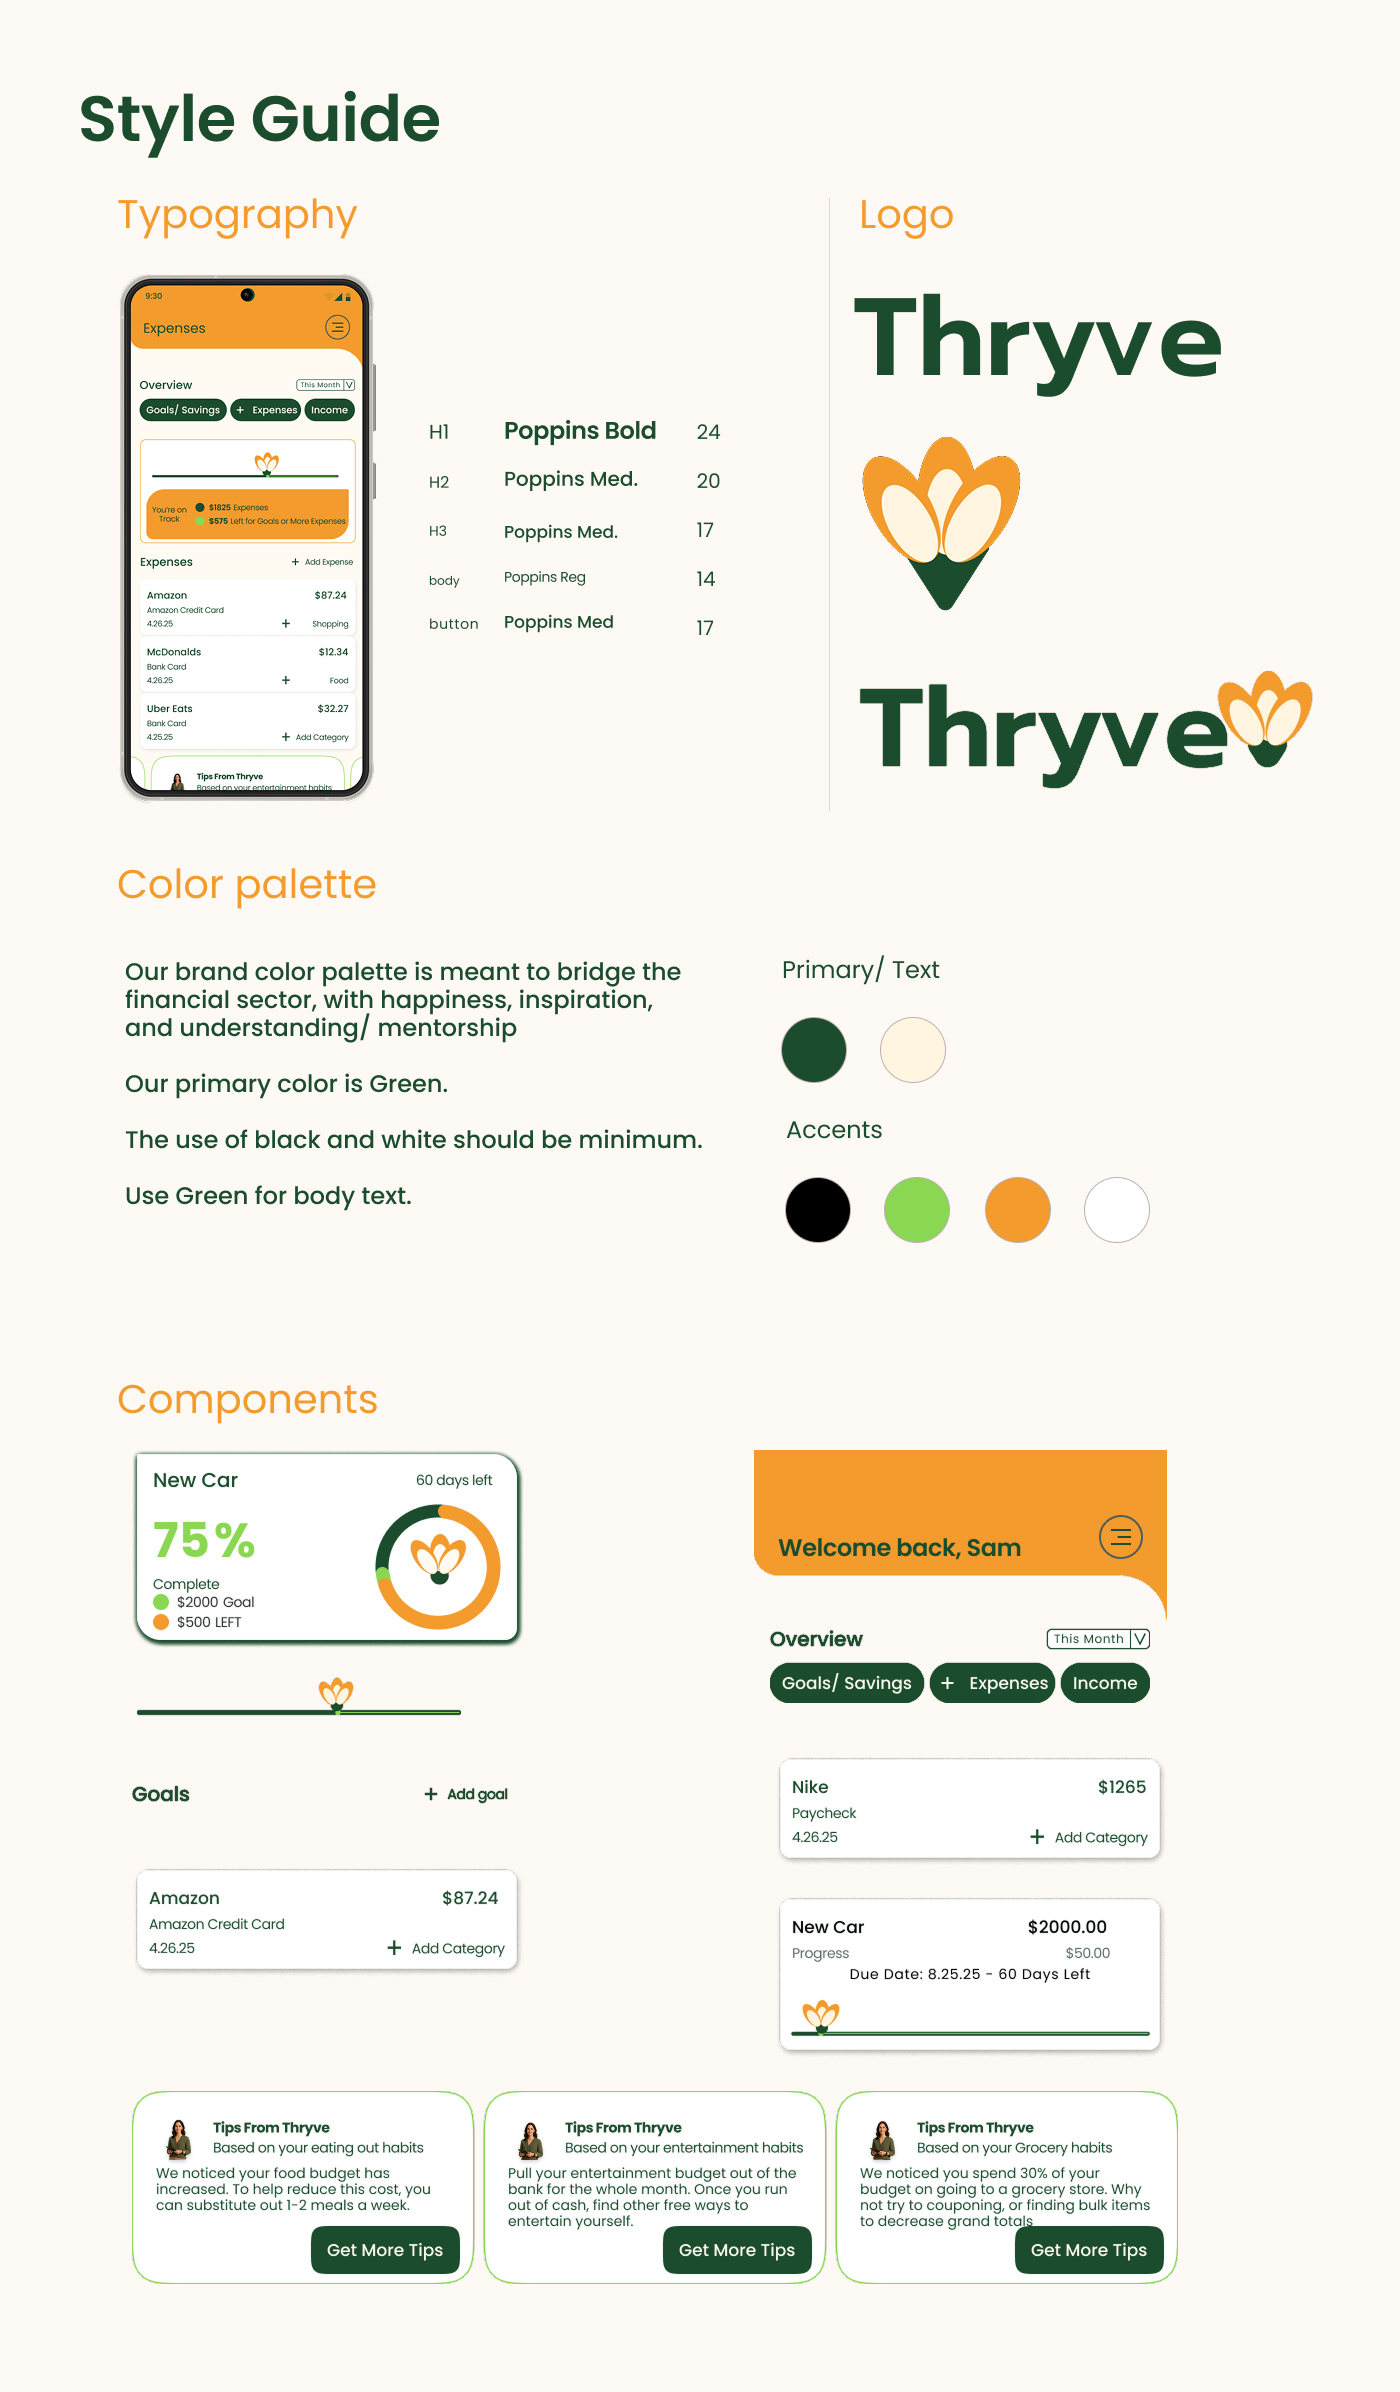 Style Guide
Typography
9:30
Expenses
Overview
This Month V
Goals/ Savings
+ Expenses
Income
You're on
Track
$1825 Expenses
$575 Left for Goals or More Expenses
Expenses
+ Add Expense
Amazon $87.24
Amazon Credit Card
4.26.25 + Shopping
McDonalds $12.34
Bank Card
4.26.25 + Food
Uber Eats $32.27
Bank Card
4.25.25 + Add Category
Tips From Thryve
Based on your entertainment habits
H1 Poppins Bold 24
H2 Poppins Med. 20
H3 Poppins Med. 17
body Poppins Reg 14
button Poppins Med 17
Logo
Thryve
Thryve
Color palette
Our brand color palette is meant to bridge the
financial sector, with happiness, inspiration,
and understanding/ mentorship
Our primary color is Green.
The use of black and white should be minimum.
Use Green for body text.
Primary/ Text
Accents
Components
New Car 60 days left
75%
Complete
$2000 Goal
$500 LEFT
Goals + Add goal
Amazon $87.24
Amazon Credit Card
4.26.25 + Add Category
Welcome back, Sam
Overview This Month V
Goals/ Savings + Expenses Income
Nike $1265
Paycheck
4.26.25 + Add Category
New Car $2000.00
Progress $50.00
Due Date: 8.25.25 - 60 Days Left
Tips From Thryve
Based on your eating out habits
We noticed your food budget has
increased. To help reduce this cost, you
can substitute out 1-2 meals a week.
Get More Tips
Tips From Thryve
Based on your entertainment habits
Pull your entertainment budget out of the
bank for the whole month. Once you run
out of cash, find other free ways to
entertain yourself.
Get More Tips
Tips From Thryve
Based on your Grocery habits
We noticed you spend 30% of your
budget on going to a grocery store. Why
not try to couponing, or finding bulk items
to decrease grand totals
Get More Tips